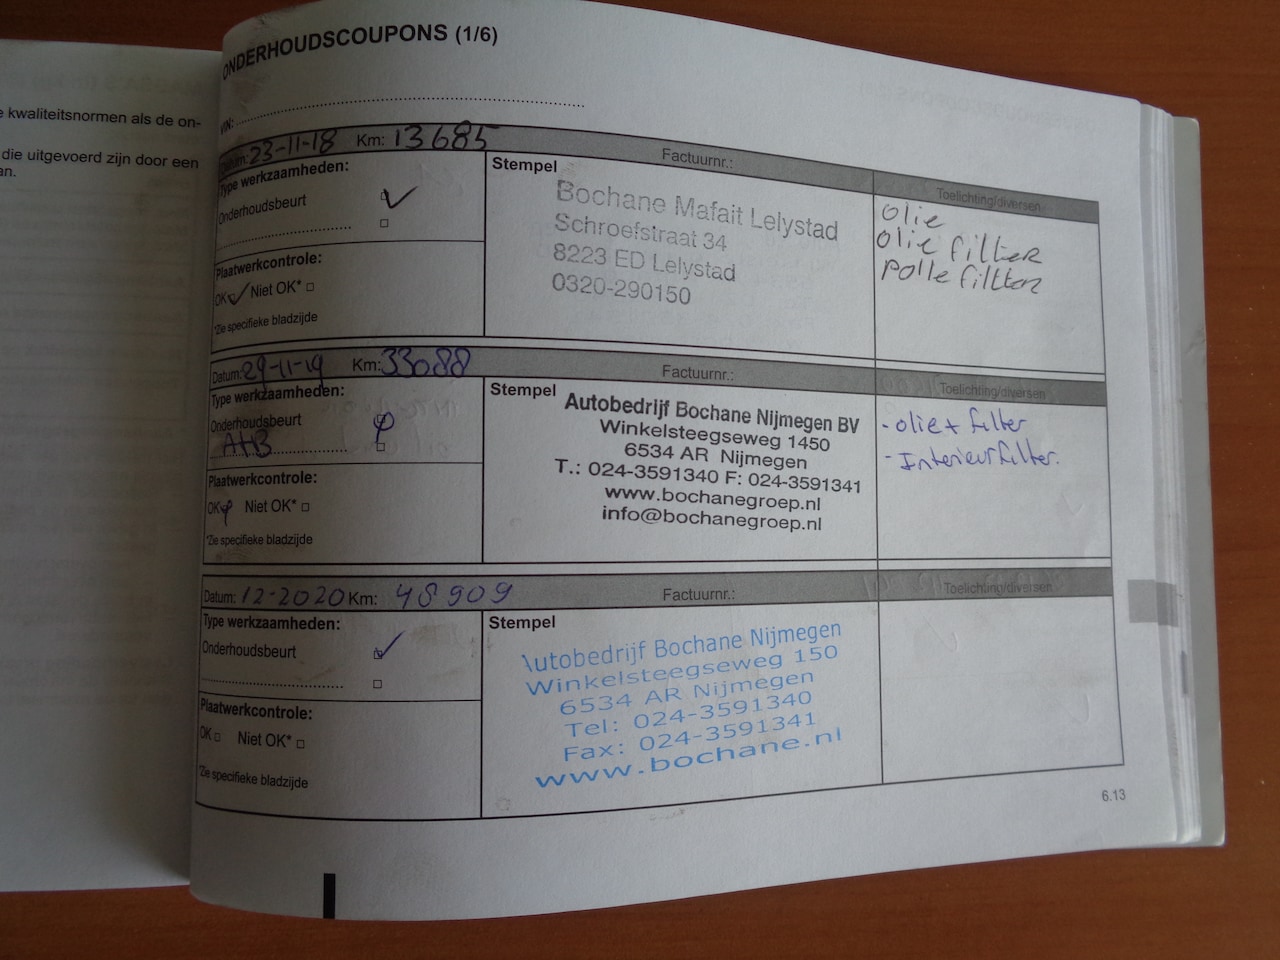 e kwaliteitsnormen als de on-
die uitgevoerd zijn door een
an.
ONDERHOUDSCOUPONS (1/6)
VIN:
Datum: 23-11-18 Km: 13685 Factuurnr.: Toelichting/diversen
Type werkzaamheden:
Onderhoudsbeurt
Plaatwerkcontrole:
OK Niet OK*
*Zie specifieke bladzijde
Stempel
Bochane Mafait Lelystad
Schroefstraat 34
8223 ED Lelystad
0320-290150
olie
olie filter
polle filtter
Datum: 29-11-19 Km: 33088 Factuurnr.: Toelichting/diversen
Type werkzaamheden:
Onderhoudsbeurt
Plaatwerkcontrole:
OK Niet OK*
*Zie specifieke bladzijde
Stempel
Autobedrijf Bochane Nijmegen BV
Winkelsteegseweg 1450
6534 AR Nijmegen
T.: 024-3591340 F: 024-3591341
www.bochanegroep.nl
info@bochanegroep.nl
- olie + filter
- Interieurfilter.
Datum: 12-2020 Km: 48909 Factuurnr.: Toelichting/diversen
Type werkzaamheden:
Onderhoudsbeurt
Plaatwerkcontrole:
OK Niet OK*
*Zie specifieke bladzijde
Stempel
Autobedrijf Bochane Nijmegen
Winkelsteegseweg 150
6534 AR Nijmegen
Tel: 024-3591340
Fax: 024-3591341
www.bochane.nl
6.13